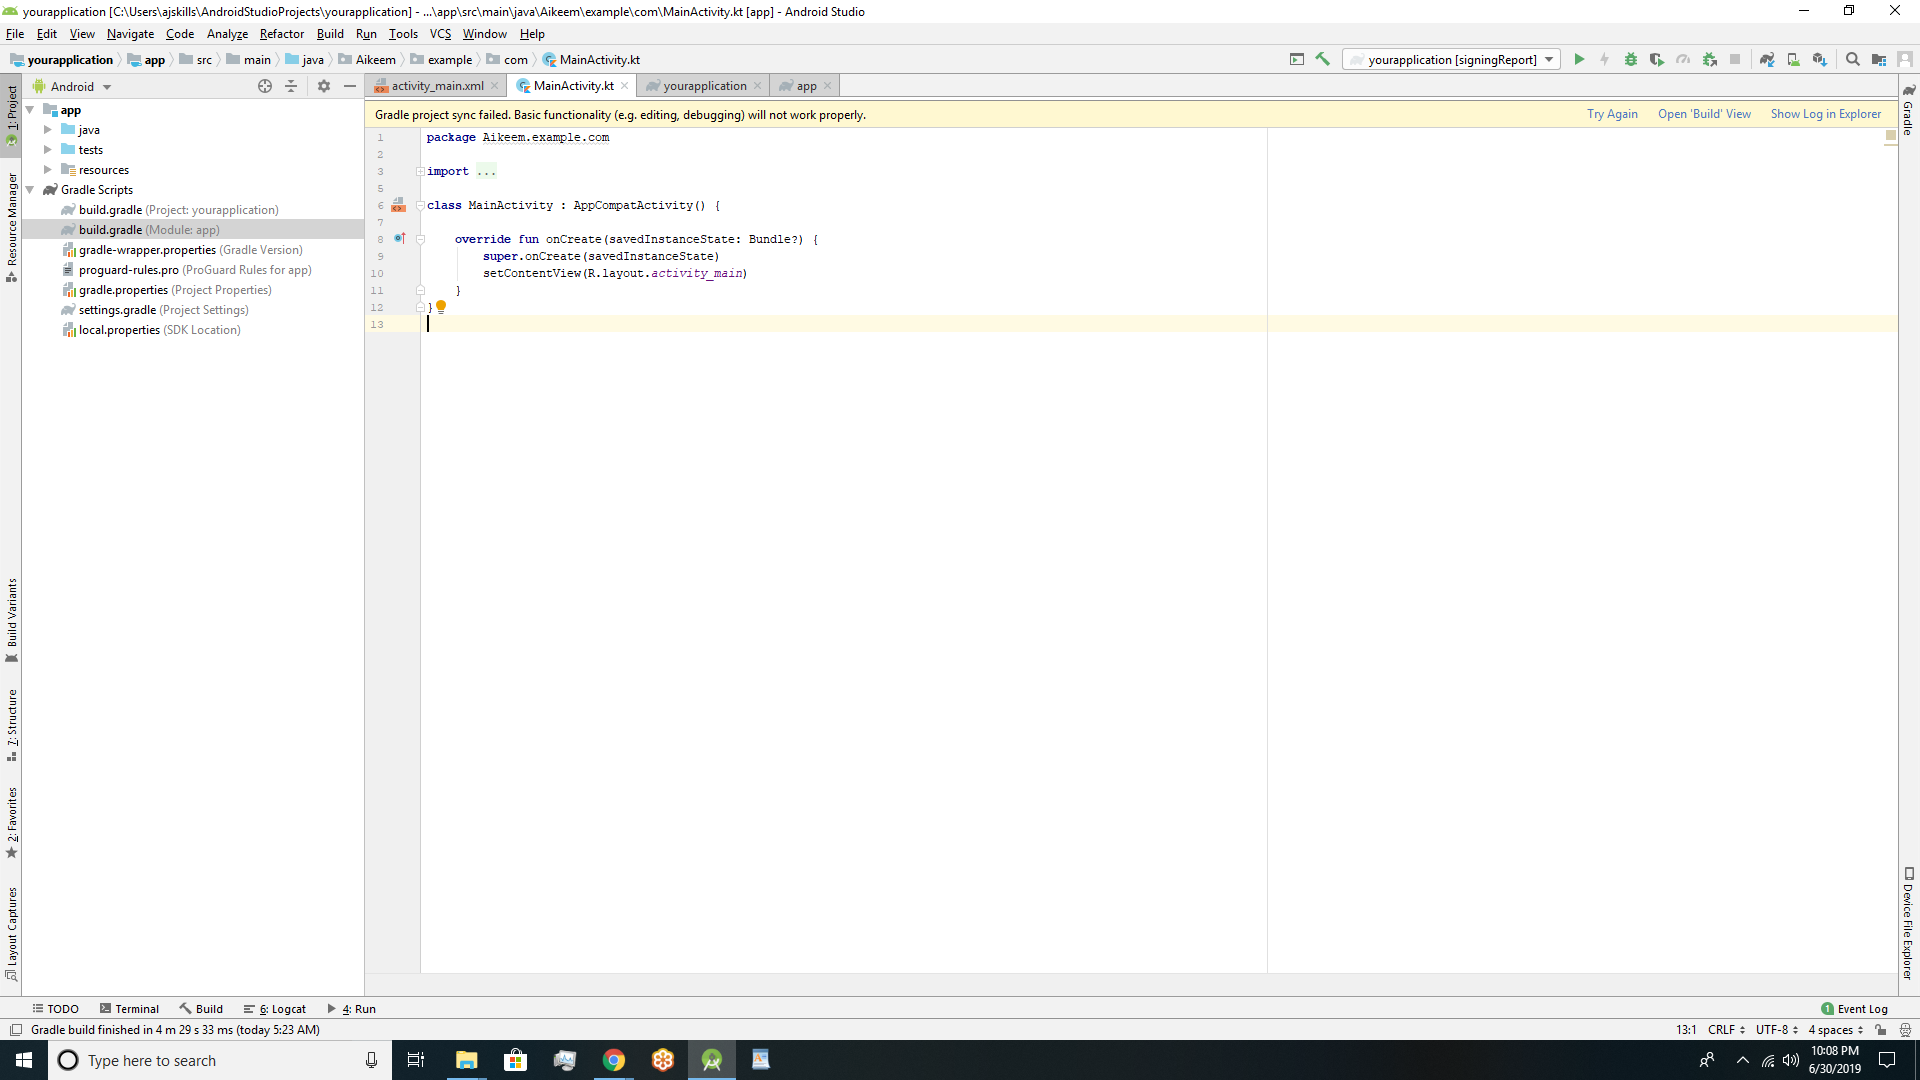 yourapplication [C:\Users\ajskills\AndroidStudioProjects\yourapplication] - ...\app\src\main\java\Aikeem\example\com\MainActivity.kt [app] - Android Studio
File Edit View Navigate Code Analyze Refactor Build Run Tools VCS Window Help
yourapplication app src main java Aikeem example com MainActivity.kt yourapplication [signingReport]
Android activity_main.xml MainActivity.kt yourapplication app
Gradle project sync failed. Basic functionality (e.g. editing, debugging) will not work properly. Try Again Open 'Build' View Show Log in Explorer
app
java
tests
resources
Gradle Scripts
build.gradle (Project: yourapplication)
build.gradle (Module: app)
gradle-wrapper.properties (Gradle Version)
proguard-rules.pro (ProGuard Rules for app)
gradle.properties (Project Properties)
settings.gradle (Project Settings)
local.properties (SDK Location)
1 package Aikeem.example.com
2
3 import ...
5
6 class MainActivity : AppCompatActivity() {
7
8 override fun onCreate(savedInstanceState: Bundle?) {
9 super.onCreate(savedInstanceState)
10 setContentView(R.layout.activity_main)
11 }
12 }
13
1: Project
Resource Manager
Build Variants
7: Structure
2: Favorites
Layout Captures
Gradle
Device File Explorer
TODO Terminal Build 6: Logcat 4: Run 1 Event Log
Gradle build finished in 4 m 29 s 33 ms (today 5:23 AM) 13:1 CRLF UTF-8 4 spaces
Type here to search
10:08 PM
6/30/2019